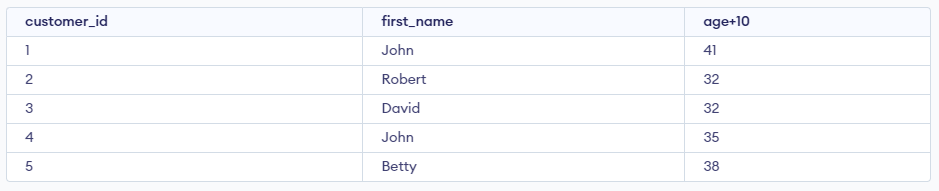 customer_id first_name age+10
1 John 41
2 Robert 32
3 David 32
4 John 35
5 Betty 38